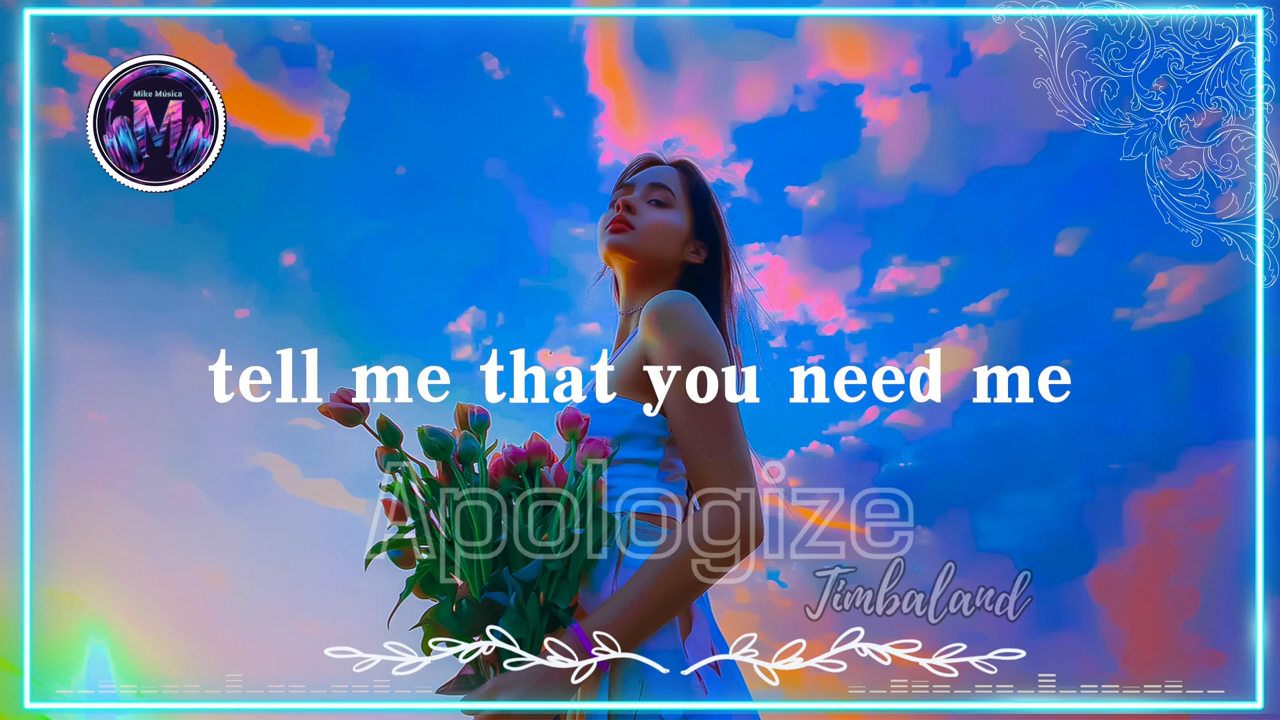 Mike Música
M
tell me that you need me
Apologize
Timbaland